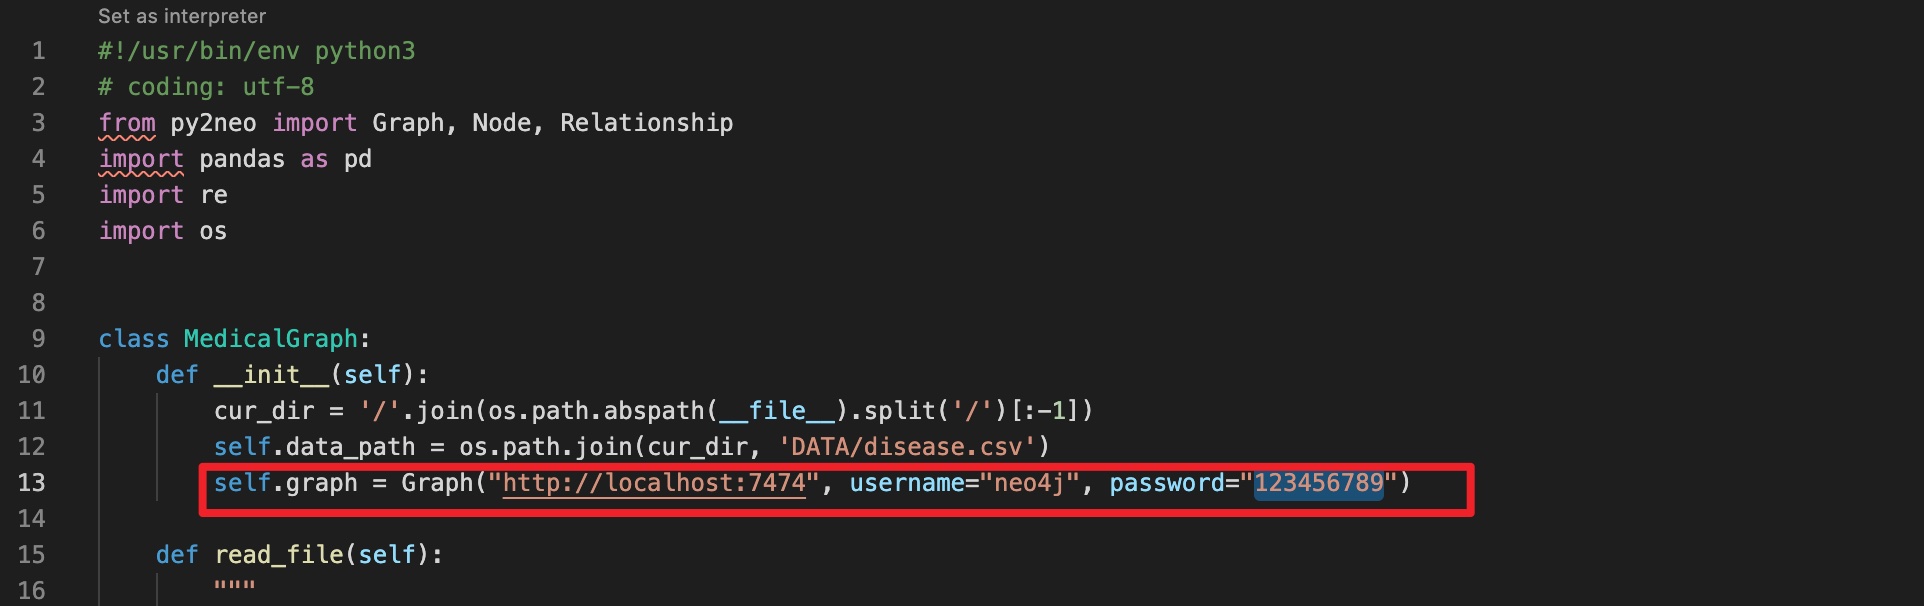 Set as interpreter
1 #!/usr/bin/env python3
2 # coding: utf-8
3 from py2neo import Graph, Node, Relationship
4 import pandas as pd
5 import re
6 import os
7
8
9 class MedicalGraph:
10     def __init__(self):
11         cur_dir = '/'.join(os.path.abspath(__file__).split('/')[:-1])
12         self.data_path = os.path.join(cur_dir, 'DATA/disease.csv')
13         self.graph = Graph("http://localhost:7474", username="neo4j", password="123456789")
14
15     def read_file(self):
16         """